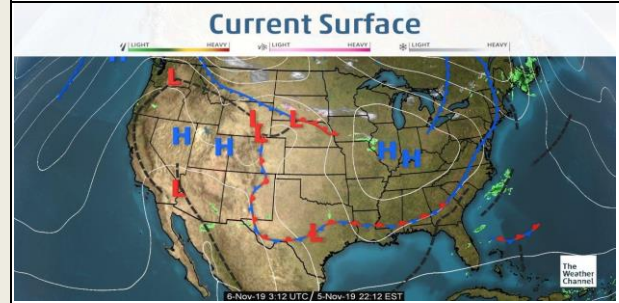 Current Surface
LIGHT HEAVY LIGHT HEAVY LIGHT HEAVY
H
L
L
L
L
H
H
H
H
L
L
The
Weather
Channel
6-Nov-19 3:12 UTC / 5-Nov-19 22:12 EST